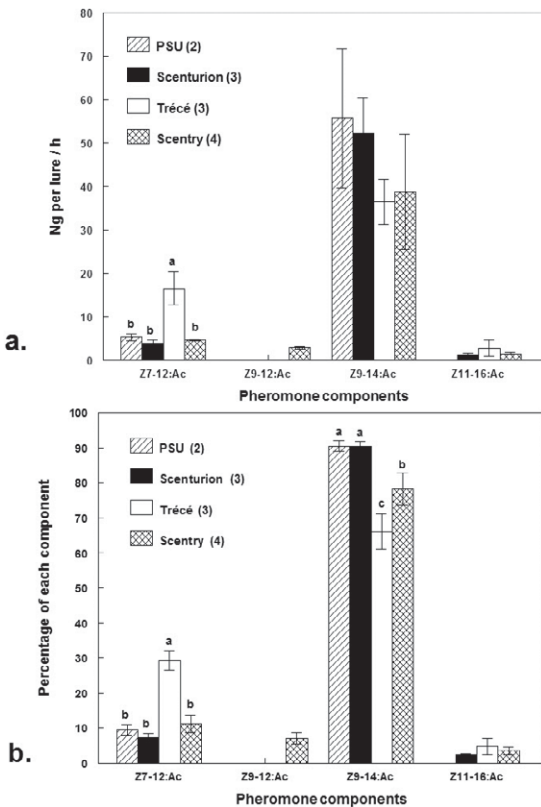 80
70
60
50
40
30
20
10
0
Ng per lure / h
PSU (2)
Scenturion (3)
Trécé (3)
Scentry (4)
b b a b
Z7-12:Ac Z9-12:Ac Z9-14:Ac Z11-16:Ac
Pheromone components
a.
100
90
80
70
60
50
40
30
20
10
0
Percentage of each component
PSU (2)
Scenturion (3)
Trécé (3)
Scentry (4)
b b a b
a a c b
Z7-12:Ac Z9-12:Ac Z9-14:Ac Z11-16:Ac
Pheromone components
b.